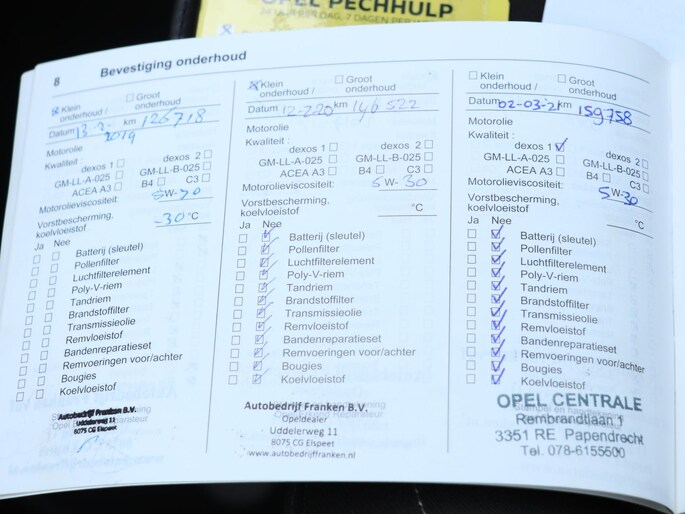 OPEL PECHHULP
8 Bevestiging onderhoud
Klein onderhoud / Groot onderhoud
Datum 13-2-2019 km 126718
Motorolie
Kwaliteit :
dexos 1 dexos 2
GM-LL-A-025 GM-LL-B-025
ACEA A3 B4 C3
Motorolieviscositeit:
5W-20
Vorstbescherming,
koelvloeistof -30 °C
Ja Nee
Batterij (sleutel)
Pollenfilter
Luchtfilterelement
Poly-V-riem
Tandriem
Brandstoffilter
Transmissieolie
Remvloeistof
Bandenreparatieset
Remvoeringen voor/achter
Bougies
Koelvloeistof
Autobedrijf Franken B.V.
Uddelerweg 11
8075 CG Elspeet
Klein onderhoud / Groot onderhoud
Datum 12-2-20 km 146522
Motorolie
Kwaliteit :
dexos 1 dexos 2
GM-LL-A-025 GM-LL-B-025
ACEA A3 B4 C3
Motorolieviscositeit:
5W-30
Vorstbescherming,
koelvloeistof °C
Ja Nee
Batterij (sleutel)
Pollenfilter
Luchtfilterelement
Poly-V-riem
Tandriem
Brandstoffilter
Transmissieolie
Remvloeistof
Bandenreparatieset
Remvoeringen voor/achter
Bougies
Koelvloeistof
Autobedrijf Franken B.V.
Opeldealer
Uddelerweg 11
8075 CG Elspeet
www.autobedrijffranken.nl
Klein onderhoud / Groot onderhoud
Datum 02-03-21 km 159758
Motorolie
Kwaliteit :
dexos 1 dexos 2
GM-LL-A-025 GM-LL-B-025
ACEA A3 B4 C3
Motorolieviscositeit:
5W-30
Vorstbescherming,
koelvloeistof °C
Ja Nee
Batterij (sleutel)
Pollenfilter
Luchtfilterelement
Poly-V-riem
Tandriem
Brandstoffilter
Transmissieolie
Remvloeistof
Bandenreparatieset
Remvoeringen voor/achter
Bougies
Koelvloeistof
OPEL CENTRALE
Rembrandtlaan 1
3351 RE Papendrecht
Tel. 078-6155500